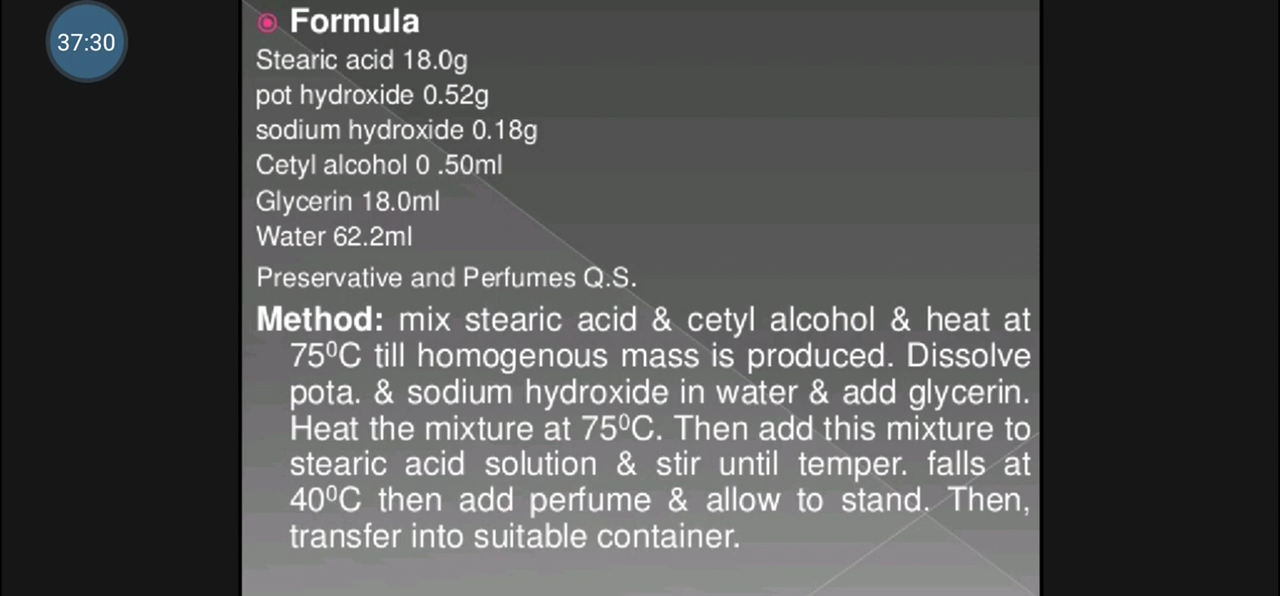 37:30
Formula
Stearic acid 18.0g
pot hydroxide 0.52g
sodium hydroxide 0.18g
Cetyl alcohol 0 .50ml
Glycerin 18.0ml
Water 62.2ml
Preservative and Perfumes Q.S.
Method: mix stearic acid & cetyl alcohol & heat at
75⁰C till homogenous mass is produced. Dissolve
pota. & sodium hydroxide in water & add glycerin.
Heat the mixture at 75⁰C. Then add this mixture to
stearic acid solution & stir until temper. falls at
40⁰C then add perfume & allow to stand. Then,
transfer into suitable container.